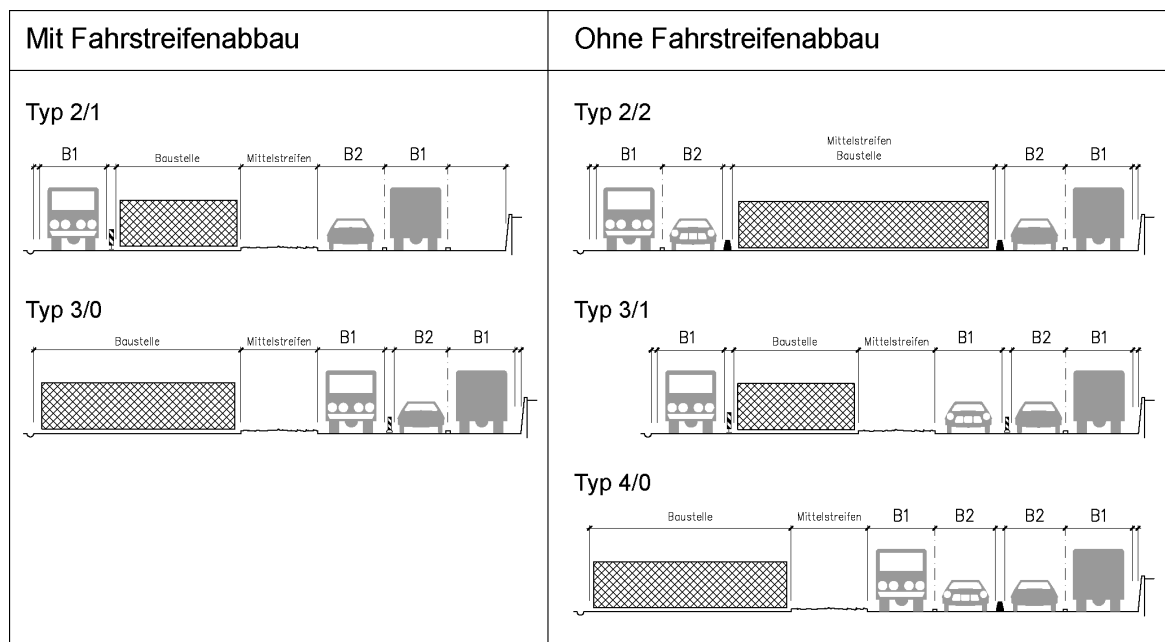 Mit Fahrstreifenabbau
Typ 2/1
B1 Baustelle Mittelstreifen B2 B1
Typ 3/0
Baustelle Mittelstreifen B1 B2 B1
Ohne Fahrstreifenabbau
Typ 2/2
Mittelstreifen
B1 B2 Baustelle B2 B1
Typ 3/1
B1 Baustelle Mittelstreifen B1 B2 B1
Typ 4/0
Baustelle Mittelstreifen B1 B2 B2 B1